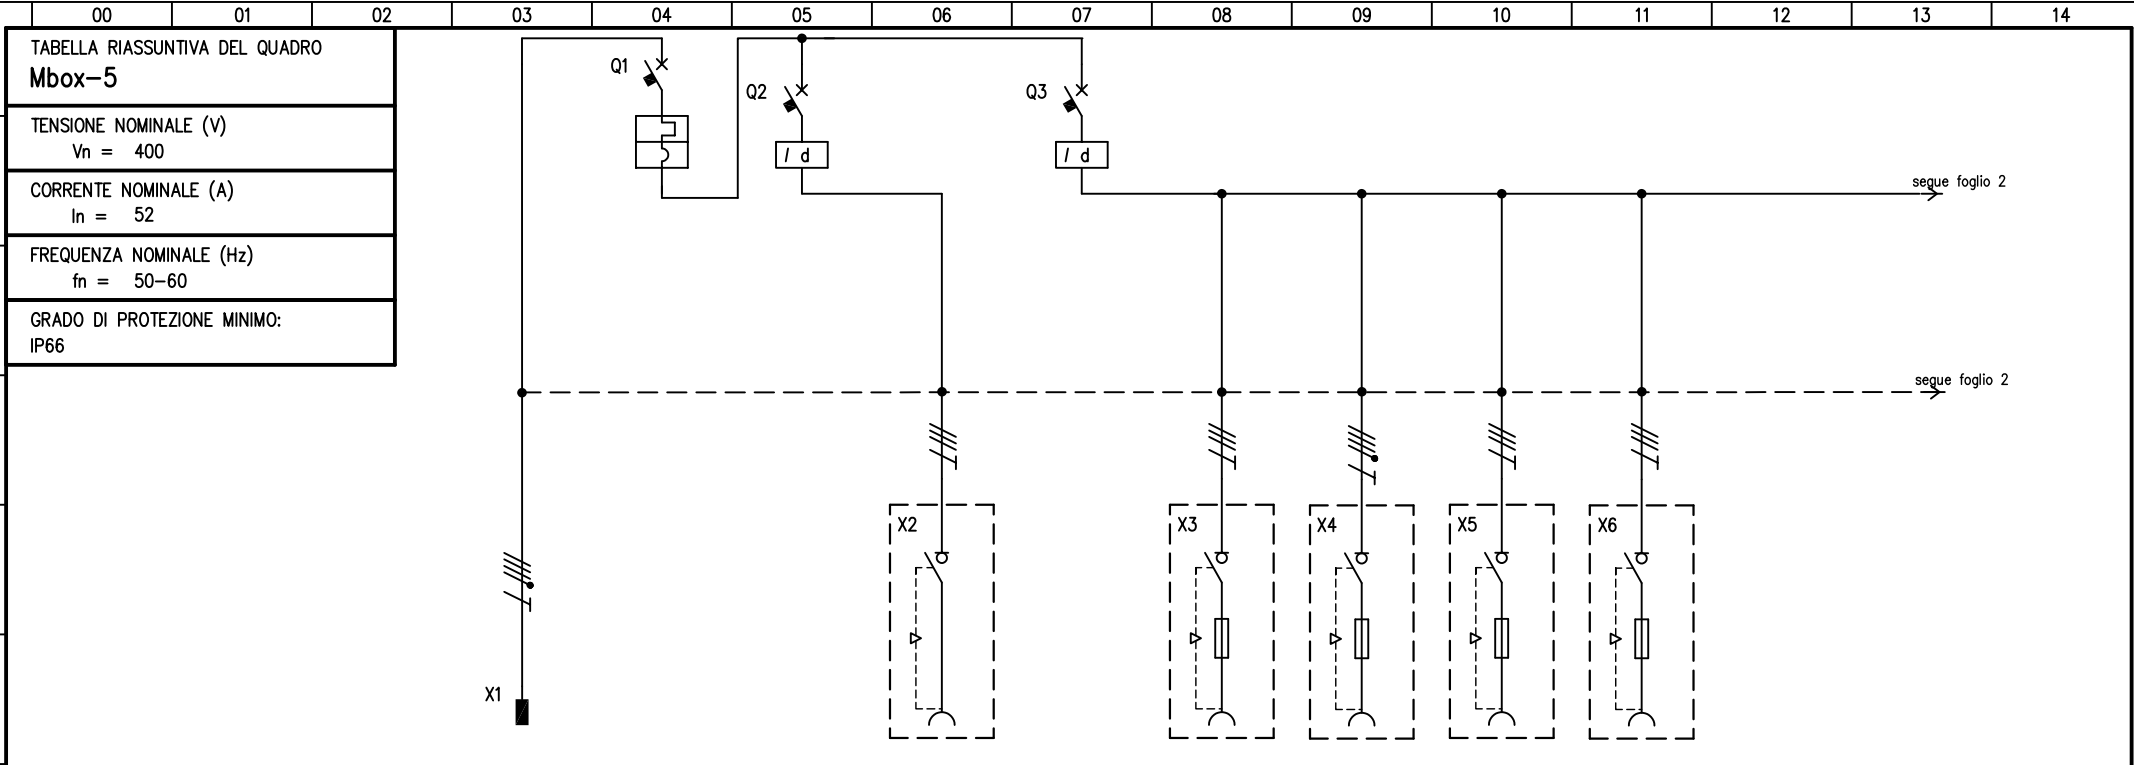 00 01 02 03 04 05 06 07 08 09 10 11 12 13 14
TABELLA RIASSUNTIVA DEL QUADRO
Mbox-5
TENSIONE NOMINALE (V)
Vn = 400
CORRENTE NOMINALE (A)
In = 52
FREQUENZA NOMINALE (Hz)
fn = 50-60
GRADO DI PROTEZIONE MINIMO:
IP66
Q1
Q2
Q3
I d
I d
segue foglio 2
segue foglio 2
X1
X2
X3
X4
X5
X6